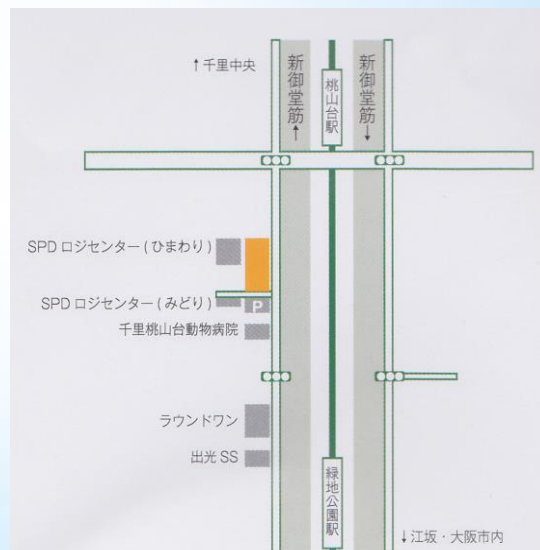 ↑千里中央
新御堂筋↑
桃山台駅
新御堂筋↓
SPD ロジセンター(ひまわり)
SPD ロジセンター(みどり)
P
千里桃山台動物病院
ラウンドワン
出光 SS
緑地公園駅
↓江坂・大阪市内